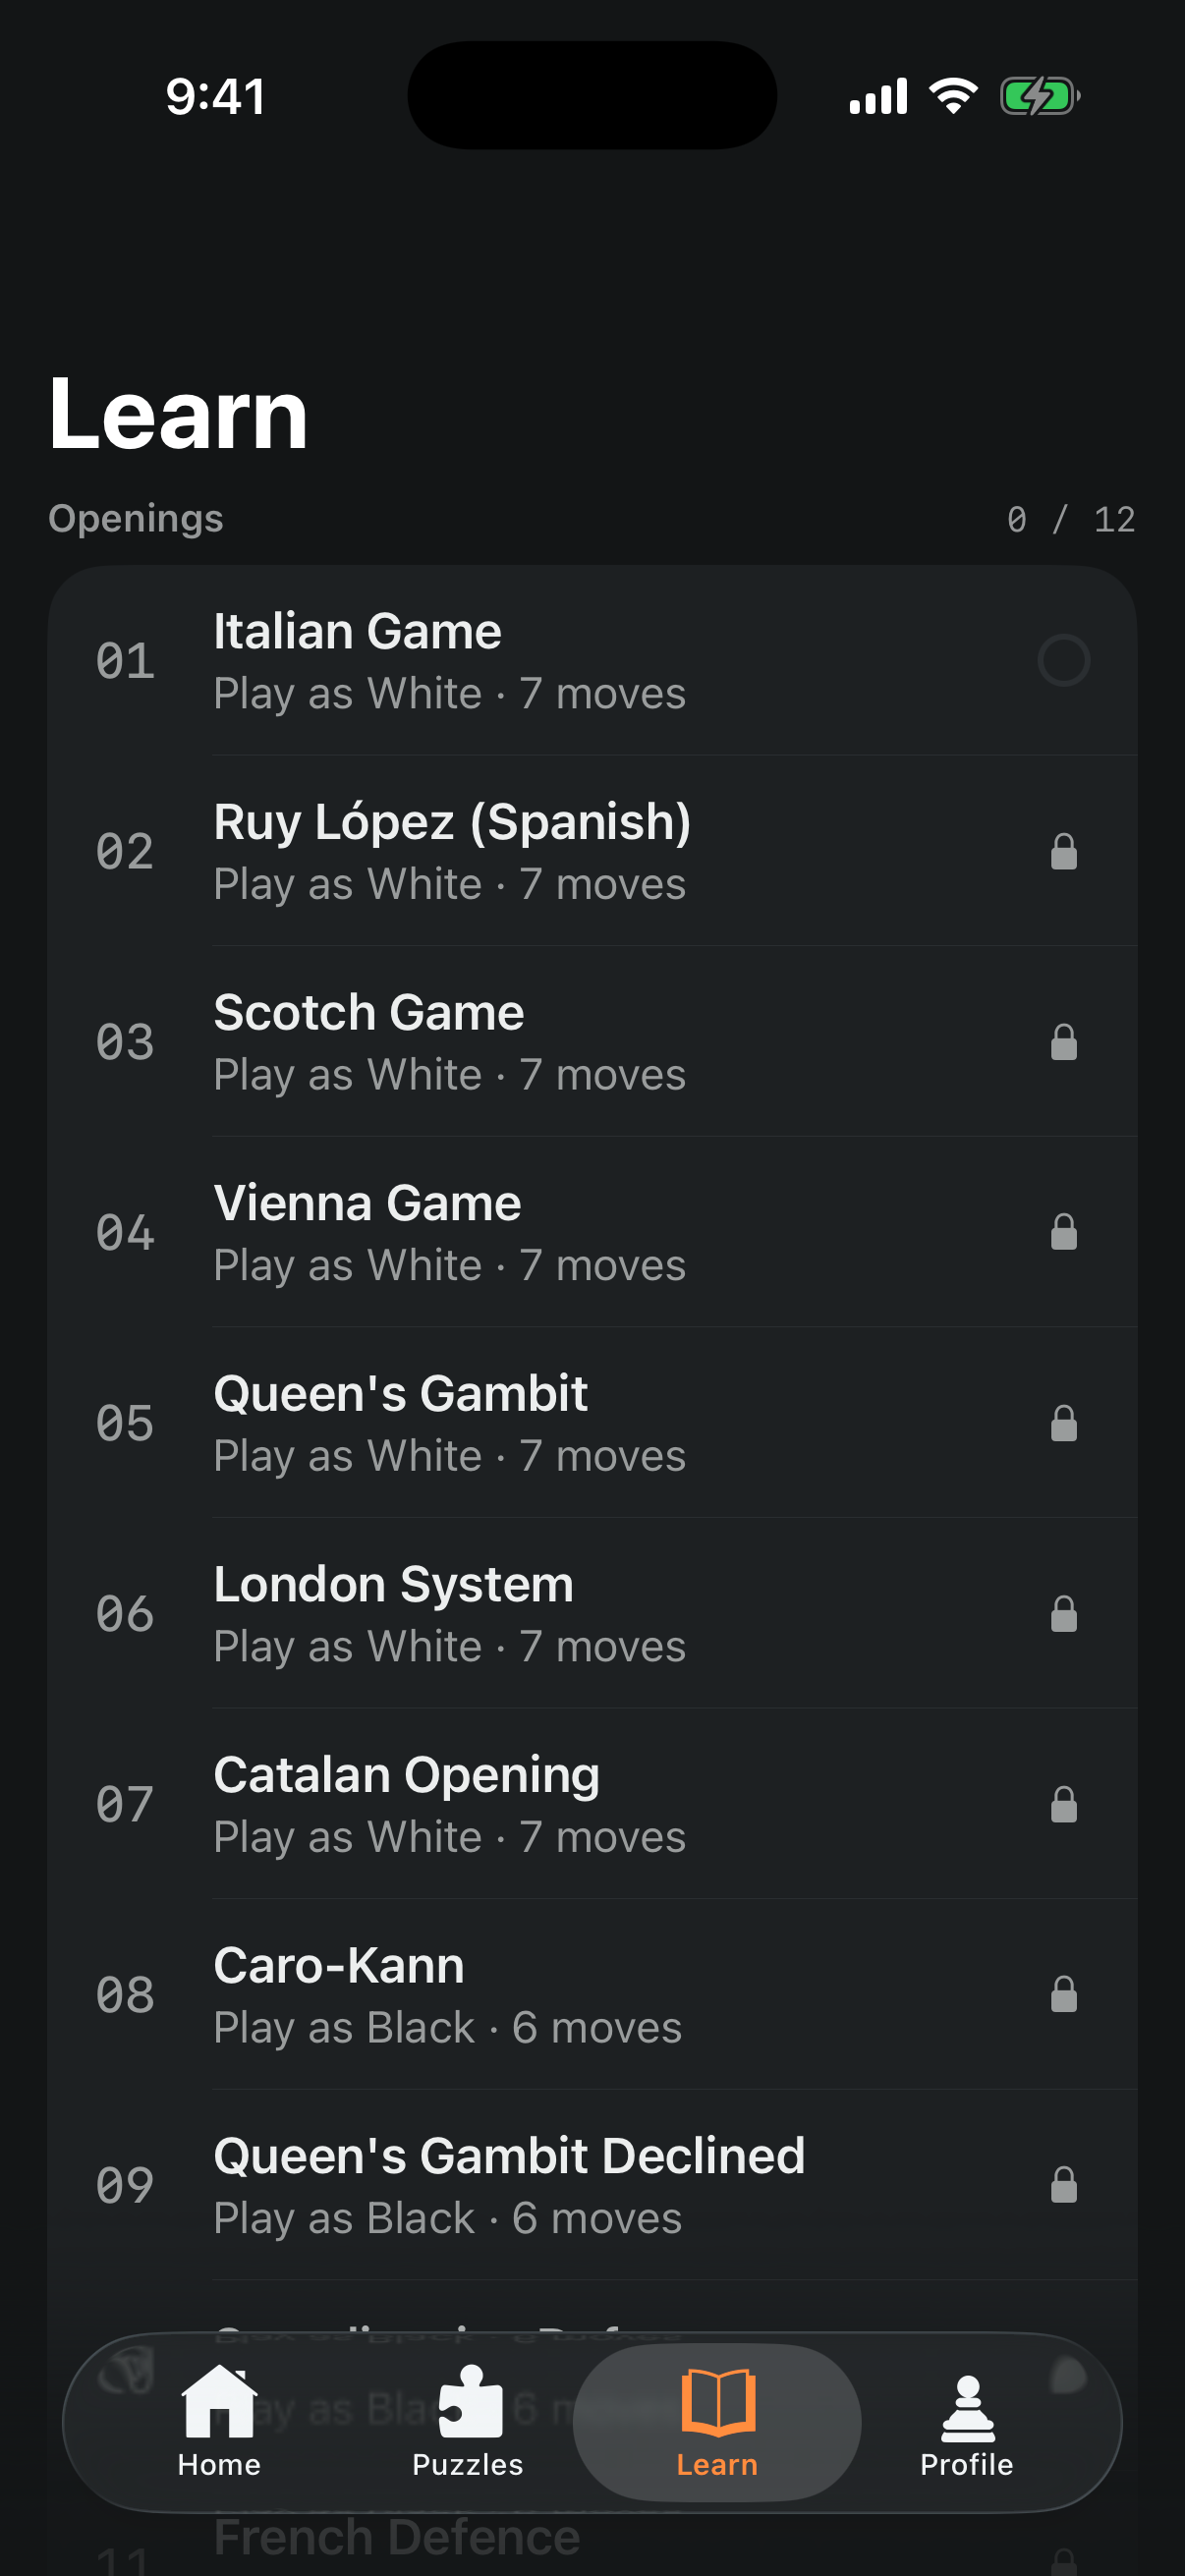 9:41
Learn
Openings 0 / 12
01 Italian Game
Play as White · 7 moves
02 Ruy López (Spanish)
Play as White · 7 moves
03 Scotch Game
Play as White · 7 moves
04 Vienna Game
Play as White · 7 moves
05 Queen's Gambit
Play as White · 7 moves
06 London System
Play as White · 7 moves
07 Catalan Opening
Play as White · 7 moves
08 Caro-Kann
Play as Black · 6 moves
09 Queen's Gambit Declined
Play as Black · 6 moves
Home Puzzles Learn Profile
11 French Defence